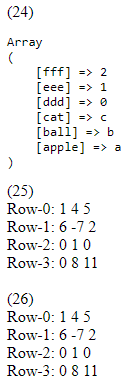 (24)
Array
(
    [fff] => 2
    [eee] => 1
    [ddd] => 0
    [cat] => c
    [ball] => b
    [apple] => a
)
(25)
Row-0: 1 4 5
Row-1: 6 -7 2
Row-2: 0 1 0
Row-3: 0 8 11
(26)
Row-0: 1 4 5
Row-1: 6 -7 2
Row-2: 0 1 0
Row-3: 0 8 11